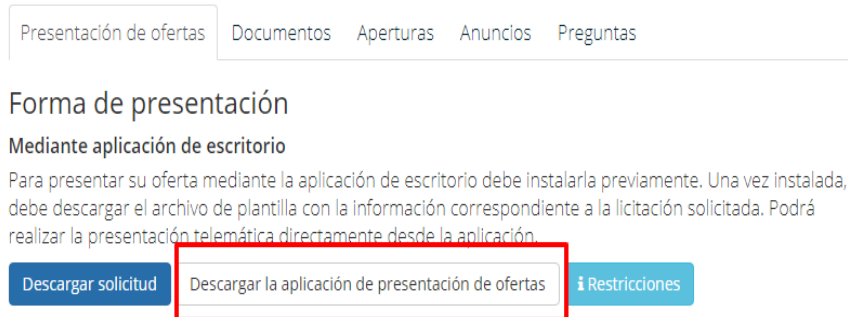 Presentación de ofertas Documentos Aperturas Anuncios Preguntas
Forma de presentación
Mediante aplicación de escritorio
Para presentar su oferta mediante la aplicación de escritorio debe instalarla previamente. Una vez instalada,
debe descargar el archivo de plantilla con la información correspondiente a la licitación solicitada. Podrá
realizar la presentación telemática directamente desde la aplicación.
Descargar solicitud Descargar la aplicación de presentación de ofertas i Restricciones